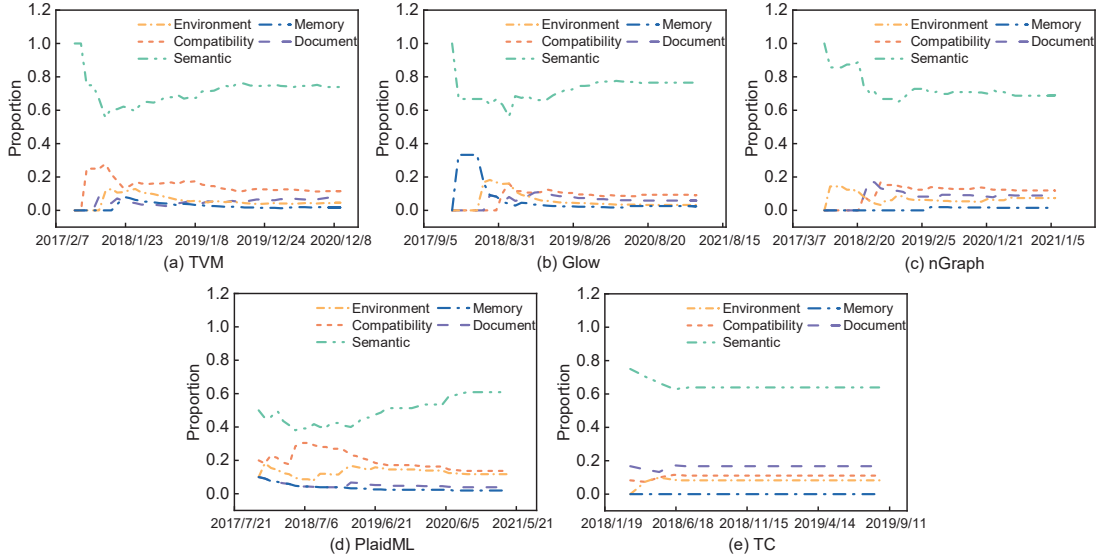 Environment Memory
Compatibility Document
Semantic
Proportion
1.2
1.0
0.8
0.6
0.4
0.2
0.0
2017/2/7 2018/1/23 2019/1/8 2019/12/24 2020/12/8
(a) TVM
Environment Memory
Compatibility Document
Semantic
Proportion
1.2
1.0
0.8
0.6
0.4
0.2
0.0
2017/9/5 2018/8/31 2019/8/26 2020/8/20 2021/8/15
(b) Glow
Environment Memory
Compatibility Document
Semantic
Proportion
1.2
1.0
0.8
0.6
0.4
0.2
0.0
2017/3/7 2018/2/20 2019/2/5 2020/1/21 2021/1/5
(c) nGraph
Environment Memory
Compatibility Document
Semantic
Proportion
1.2
1.0
0.8
0.6
0.4
0.2
0.0
2017/7/21 2018/7/6 2019/6/21 2020/6/5 2021/5/21
(d) PlaidML
Environment Memory
Compatibility Document
Semantic
Proportion
1.2
1.0
0.8
0.6
0.4
0.2
0.0
2018/1/19 2018/6/18 2018/11/15 2019/4/14 2019/9/11
(e) TC